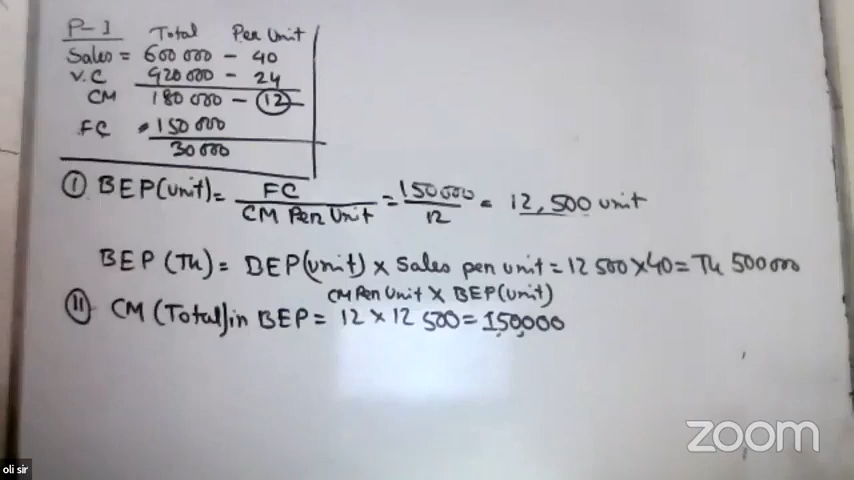 P-1 Total Per Unit
Sales = 600 000 - 40
V.C 420 000 - 24
CM 180 000 - 12
FC 150 000
30 000
I BEP(Unit) = FC / CM Per Unit = 150 000 / 12 = 12,500 unit
BEP (Tk) = BEP(unit) x Sales per unit = 12 500 x 40 = Tk 500 000
CM Per Unit x BEP(Unit)
II CM (Total) in BEP = 12 x 12 500 = 150,000
zoom
oli sir